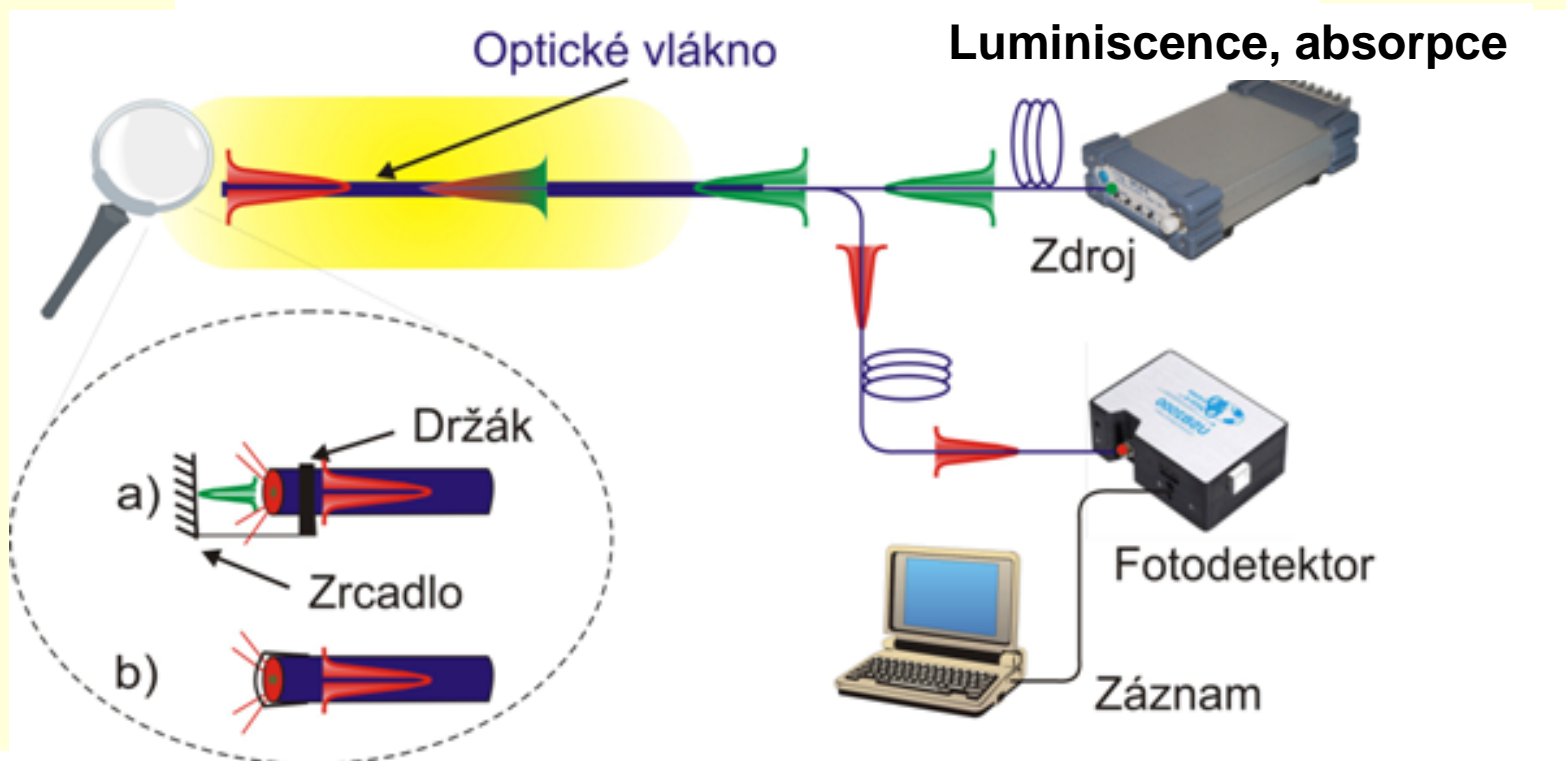 Luminiscence, absorpce
Optické vlákno
Zdroj
Držák
a)
Zrcadlo
Fotodetektor
b)
Záznam